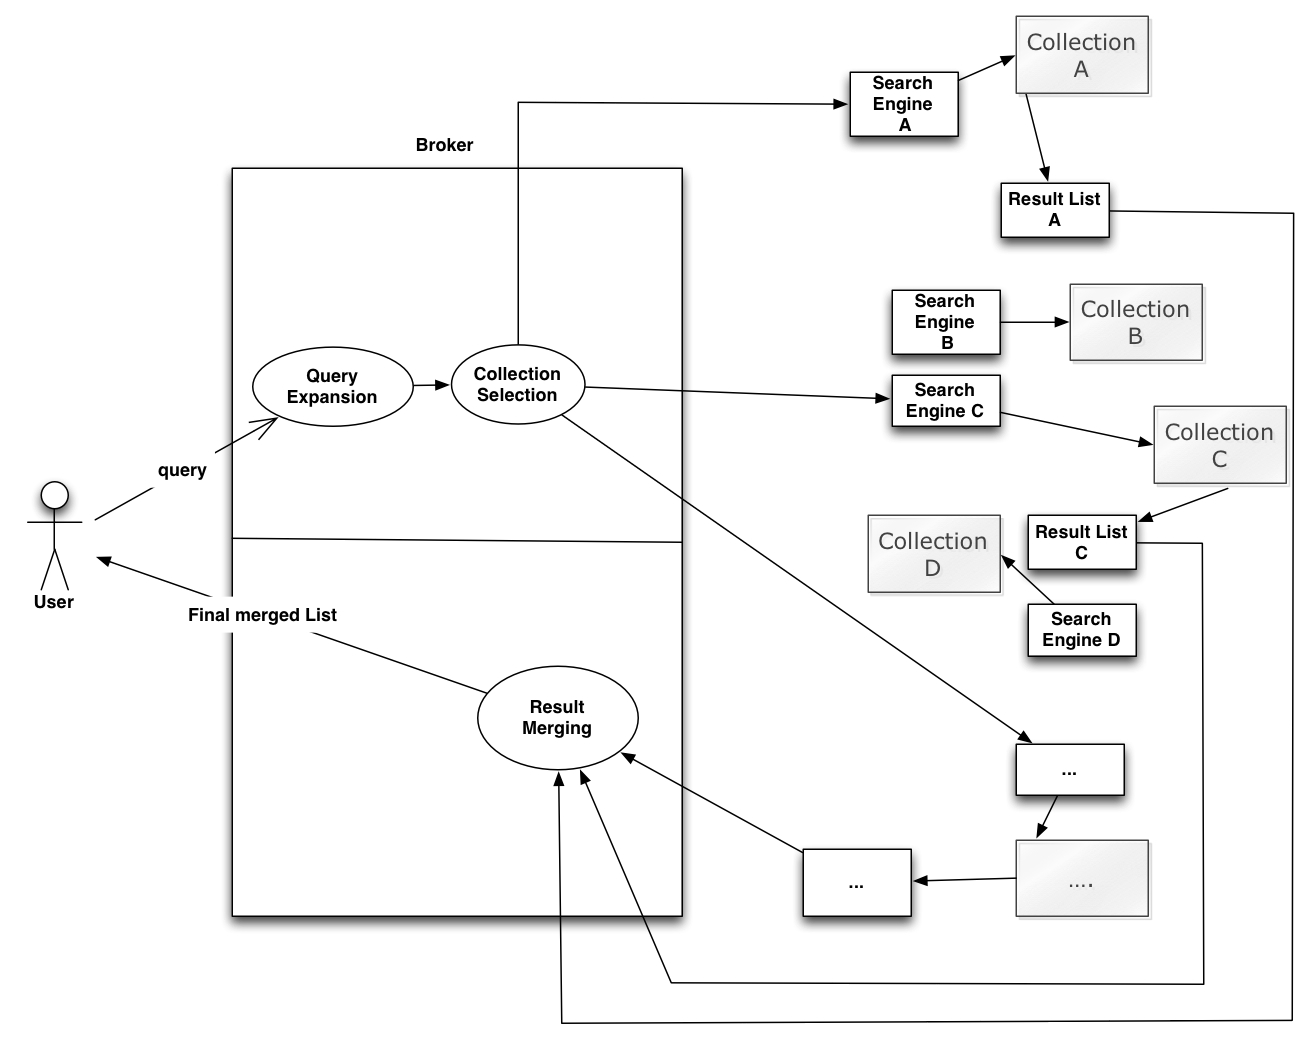 Collection
A
Search
Engine
A
Broker
Result List
A
Search
Engine
B
Collection
B
Query
Expansion
Collection
Selection
Search
Engine C
Collection
C
query
Collection
D
Result List
C
User
Final merged List
Search
Engine D
Result
Merging
...
...
....